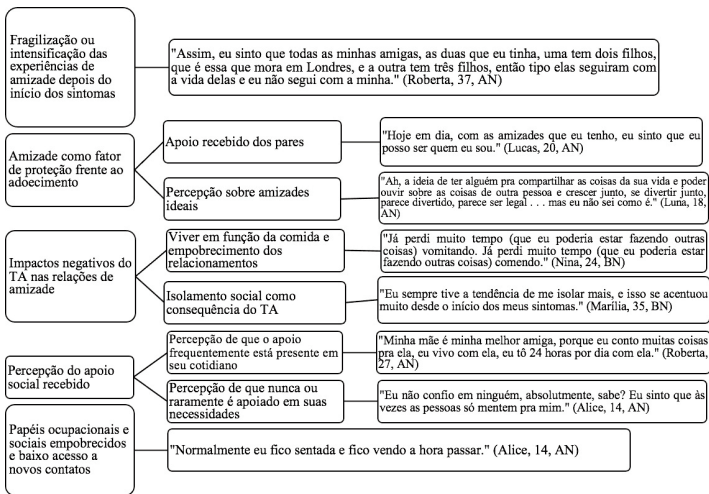 Fragilização ou
intensificação das
experiências de
amizade depois do
início dos sintomas
"Assim, eu sinto que todas as minhas amigas, as duas que eu tinha, uma tem dois filhos,
que é essa que mora em Londres, e a outra tem três filhos, então tipo elas seguiram com
a vida delas e eu não segui com a minha." (Roberta, 37, AN)
Amizade como fator
de proteção frente ao
adoecimento
Apoio recebido dos pares
"Hoje em dia, com as amizades que eu tenho, eu sinto que eu
posso ser quem eu sou." (Lucas, 20, AN)
Percepção sobre amizades
ideais
"Ah, a ideia de ter alguém pra compartilhar as coisas da sua vida e poder
ouvir sobre as coisas de outra pessoa e crescer junto, se divertir junto,
parece divertido, parece ser legal . . . mas eu não sei como é." (Luna, 18,
AN)
Impactos negativos do
TA nas relações de
amizade
Viver em função da comida e
empobrecimento dos
relacionamentos
"Já perdi muito tempo (que eu poderia estar fazendo outras
coisas) vomitando. Já perdi muito tempo (que eu poderia estar
fazendo outras coisas) comendo." (Nina, 24, BN)
Isolamento social como
consequência do TA
"Eu sempre tive a tendência de me isolar mais, e isso se acentuou
muito desde o início dos meus sintomas." (Marília, 35, BN)
Percepção do apoio
social recebido
Percepção de que o apoio
frequentemente está presente em
seu cotidiano
"Minha mãe é minha melhor amiga, porque eu conto muitas coisas
pra ela, eu vivo com ela, eu tô 24 horas por dia com ela." (Roberta,
27, AN)
Percepção de que nunca ou
raramente é apoiado em suas
necessidades
"Eu não confio em ninguém, absolutamente, sabe? Eu sinto que às
vezes as pessoas só mentem pra mim." (Alice, 14, AN)
Papéis ocupacionais e
sociais empobrecidos
e baixo acesso a
novos contatos
"Normalmente eu fico sentada e fico vendo a hora passar." (Alice, 14, AN)